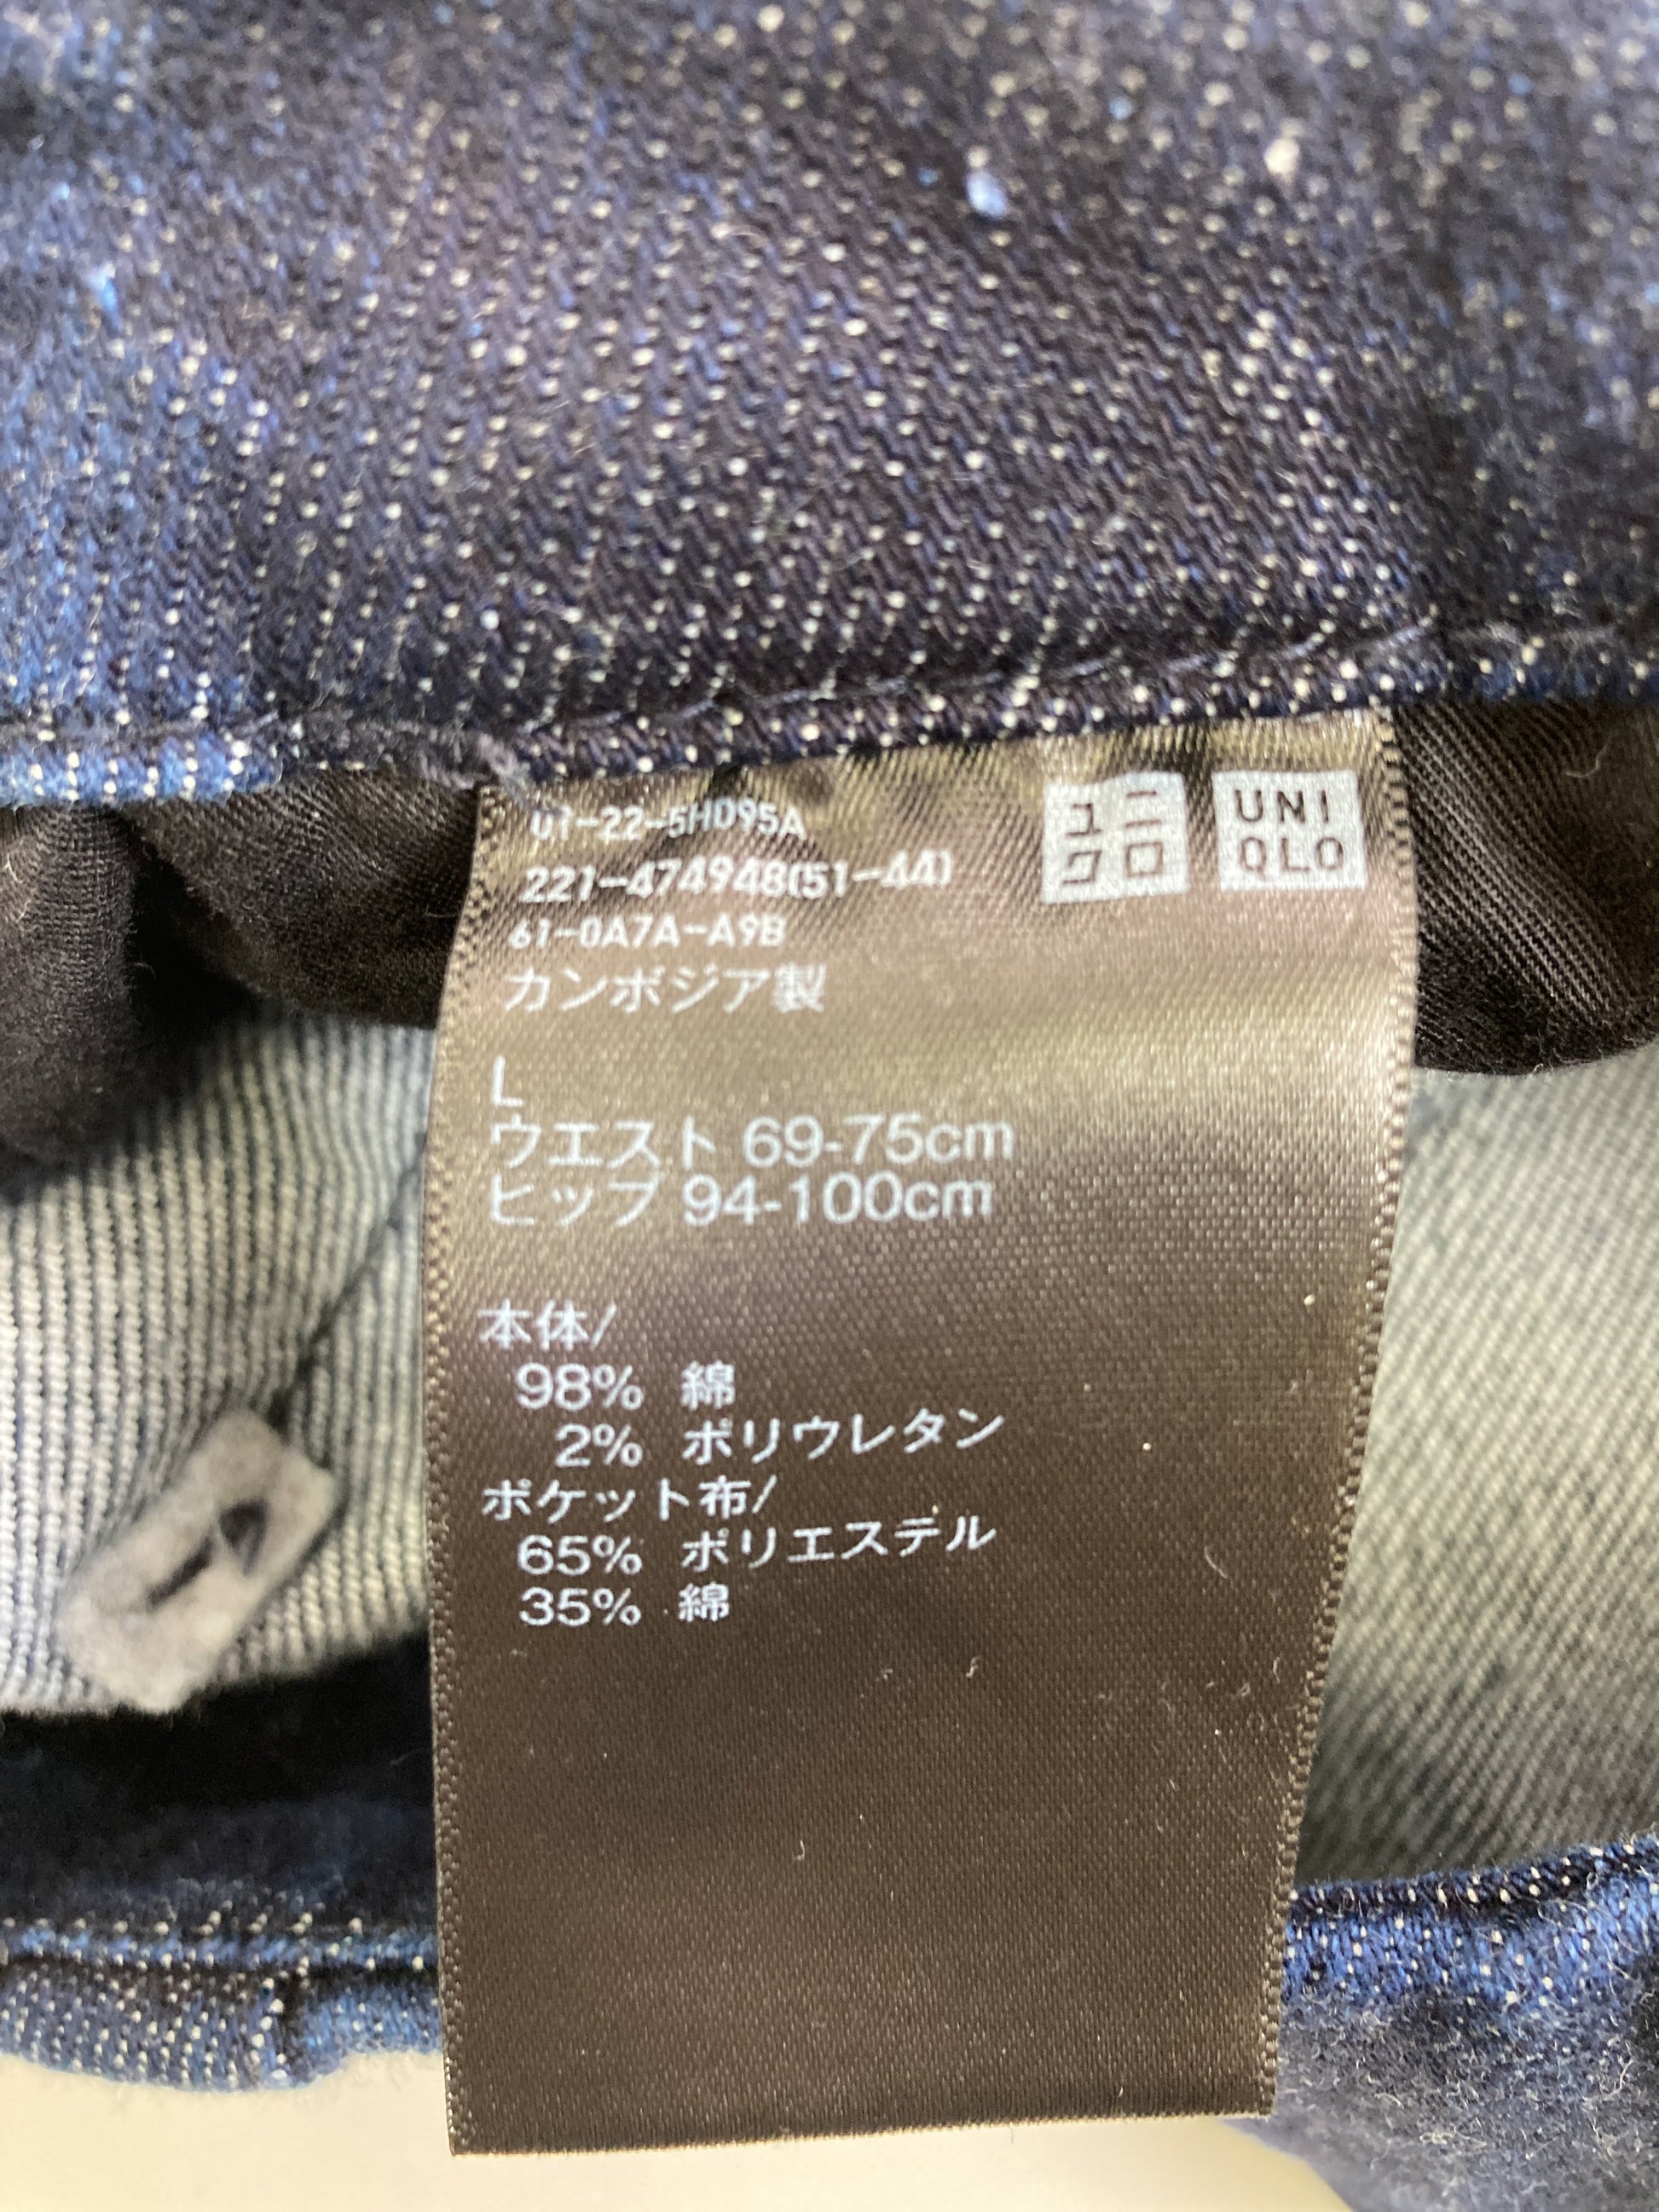 01-22-5H095A
221-474948(51-44)
61-0A7A-A9B
カンボジア製
ユニ
クロ
UNI
QLO
L
ウエスト 69-75cm
ヒップ 94-100cm
本体/
98% 綿
2% ポリウレタン
ポケット布/
65% ポリエステル
35% 綿